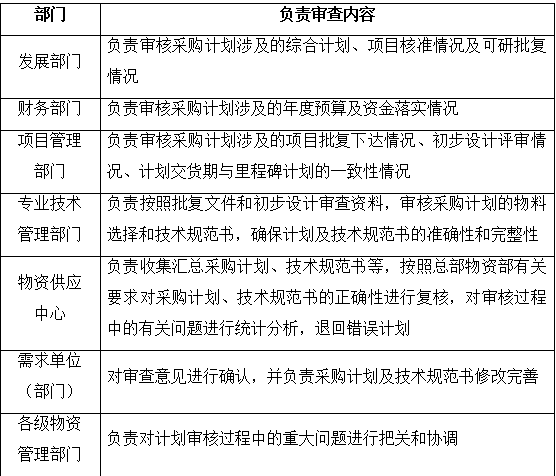 部门 负责审查内容
发展部门 负责审核采购计划涉及的综合计划、项目核准情况及可研批复
情况
财务部门 负责审核采购计划涉及的年度预算及资金落实情况
项目管理
部门
负责审核采购计划涉及的项目批复下达情况、初步设计评审情
况、计划交货期与里程碑计划的一致性情况
专业技术
管理部门
负责按照批复文件和初步设计审查资料，审核采购计划的物料
选择和技术规范书，确保计划及技术规范书的准确性和完整性
物资供应
中心
负责收集汇总采购计划、技术规范书等，按照总部物资部有关
要求对采购计划、技术规范书的正确性进行复核，对审核过程
中的有关问题进行统计分析，退回错误计划
需求单位
（部门）
对审查意见进行确认，并负责采购计划及技术规范书修改完善
各级物资
管理部门
负责对计划审核过程中的重大问题进行把关和协调